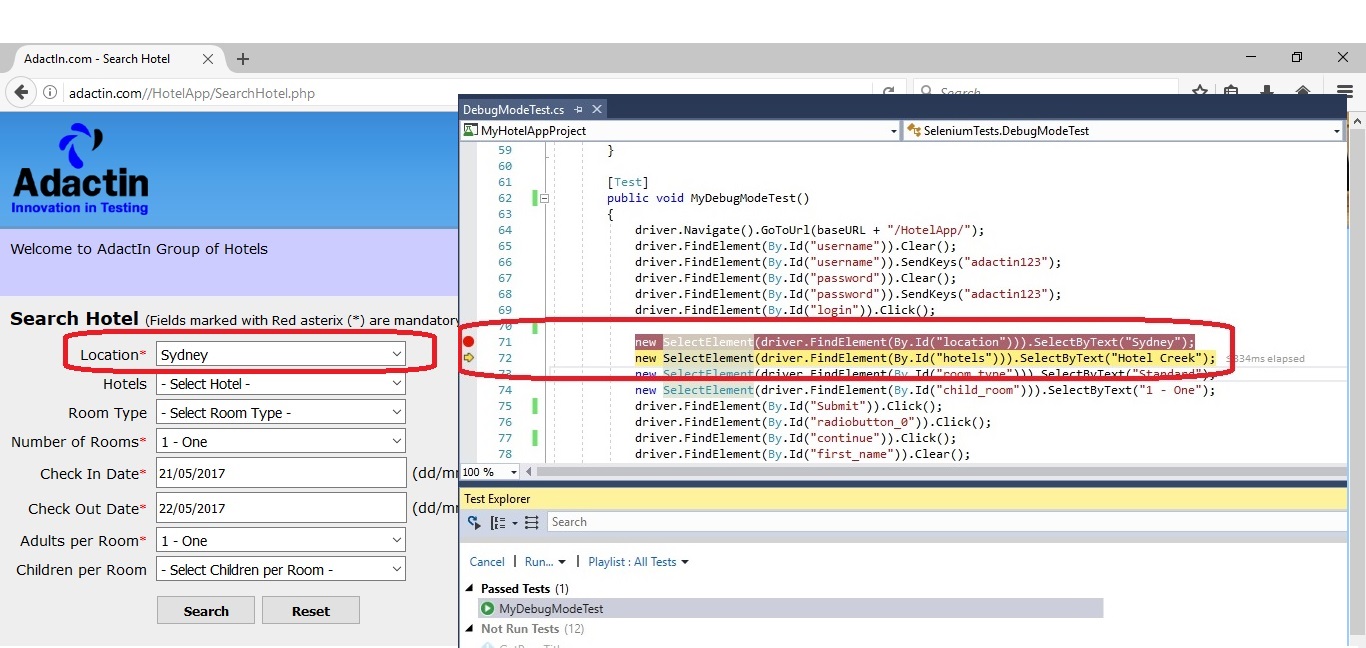 AdactIn.com - Search Hotel
adactin.com//HotelApp/SearchHotel.php
Search
Adactin
Innovation in Testing
Welcome to AdactIn Group of Hotels
Search Hotel (Fields marked with Red asterix (*) are mandatory
Location* Sydney
Hotels - Select Hotel -
Room Type - Select Room Type -
Number of Rooms* 1 - One
Check In Date* 21/05/2017 (dd/mm
Check Out Date* 22/05/2017 (dd/mm
Adults per Room* 1 - One
Children per Room - Select Children per Room -
Search Reset
DebugModeTest.cs
MyHotelAppProject SeleniumTests.DebugModeTest
59 }
60
61 [Test]
62 public void MyDebugModeTest()
63 {
64 driver.Navigate().GoToUrl(baseURL + "/HotelApp/");
65 driver.FindElement(By.Id("username")).Clear();
66 driver.FindElement(By.Id("username")).SendKeys("adactin123");
67 driver.FindElement(By.Id("password")).Clear();
68 driver.FindElement(By.Id("password")).SendKeys("adactin123");
69 driver.FindElement(By.Id("login")).Click();
70
71 new SelectElement(driver.FindElement(By.Id("location"))).SelectByText("Sydney");
72 new SelectElement(driver.FindElement(By.Id("hotels"))).SelectByText("Hotel Creek"); 334ms elapsed
73 new SelectElement(driver.FindElement(By.Id("room_type"))).SelectByText("Standard");
74 new SelectElement(driver.FindElement(By.Id("child_room"))).SelectByText("1 - One");
75 driver.FindElement(By.Id("Submit")).Click();
76 driver.FindElement(By.Id("radiobutton_0")).Click();
77 driver.FindElement(By.Id("continue")).Click();
78 driver.FindElement(By.Id("first_name")).Clear();
100 %
Test Explorer
Search
Cancel | Run... | Playlist : All Tests
Passed Tests (1)
MyDebugModeTest
Not Run Tests (12)